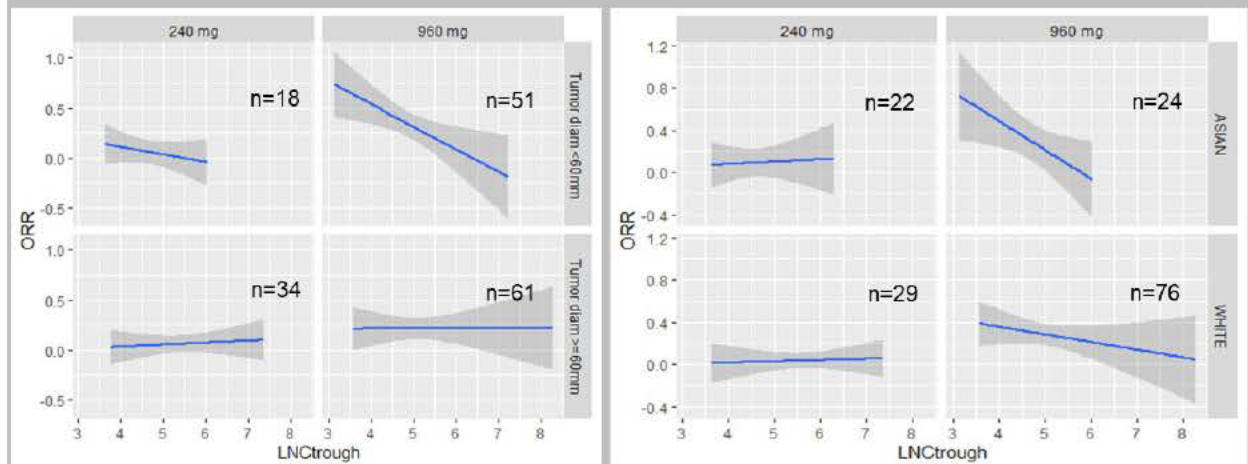 240 mg
960 mg
1.0
0.5
0.0
-0.5
n=18
n=51
Tumor diam <60mm
ORR
1.0
0.5
0.0
-0.5
n=34
n=61
Tumor diam >=60mm
3 4 5 6 7 8
3 4 5 6 7 8
LNCtrough
240 mg
960 mg
1.2
0.8
0.4
0.0
-0.4
n=22
n=24
ASIAN
ORR
1.2
0.8
0.4
0.0
-0.4
n=29
n=76
WHITE
3 4 5 6 7 8
3 4 5 6 7 8
LNCtrough